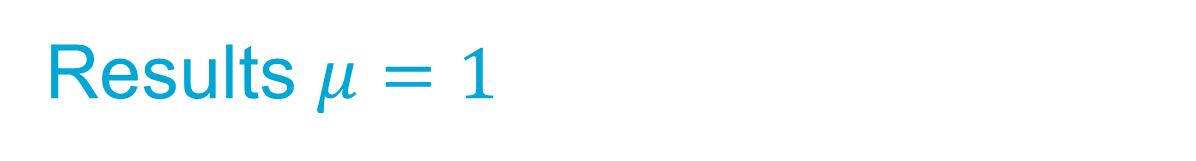 Results 𝜇 = 1